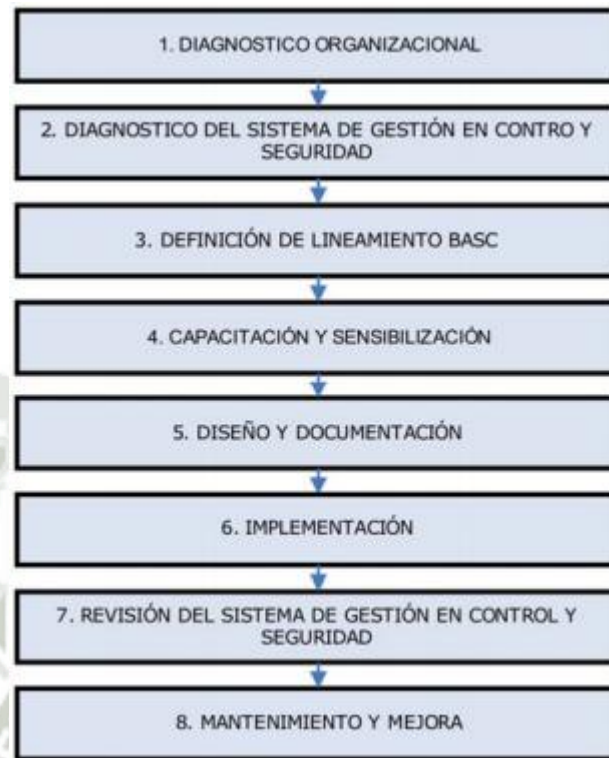 1. DIAGNOSTICO ORGANIZACIONAL
2. DIAGNOSTICO DEL SISTEMA DE GESTIÓN EN CONTRO Y
SEGURIDAD
3. DEFINICIÓN DE LINEAMIENTO BASC
4. CAPACITACIÓN Y SENSIBILIZACIÓN
5. DISEÑO Y DOCUMENTACIÓN
6. IMPLEMENTACIÓN
7. REVISIÓN DEL SISTEMA DE GESTIÓN EN CONTROL Y
SEGURIDAD
8. MANTENIMIENTO Y MEJORA